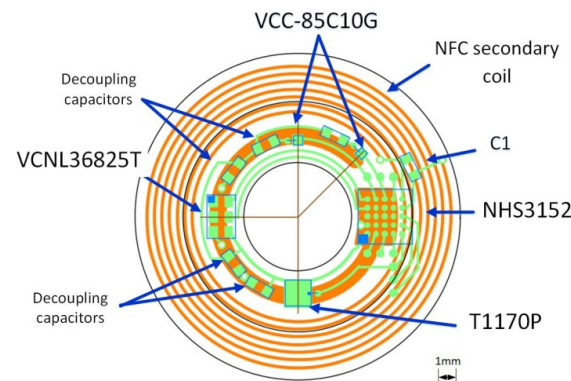 VCC-85C10G
NFC secondary
coil
Decoupling
capacitors
C1
VCNL36825T
NHS3152
Decoupling
capacitors
T1170P
1mm